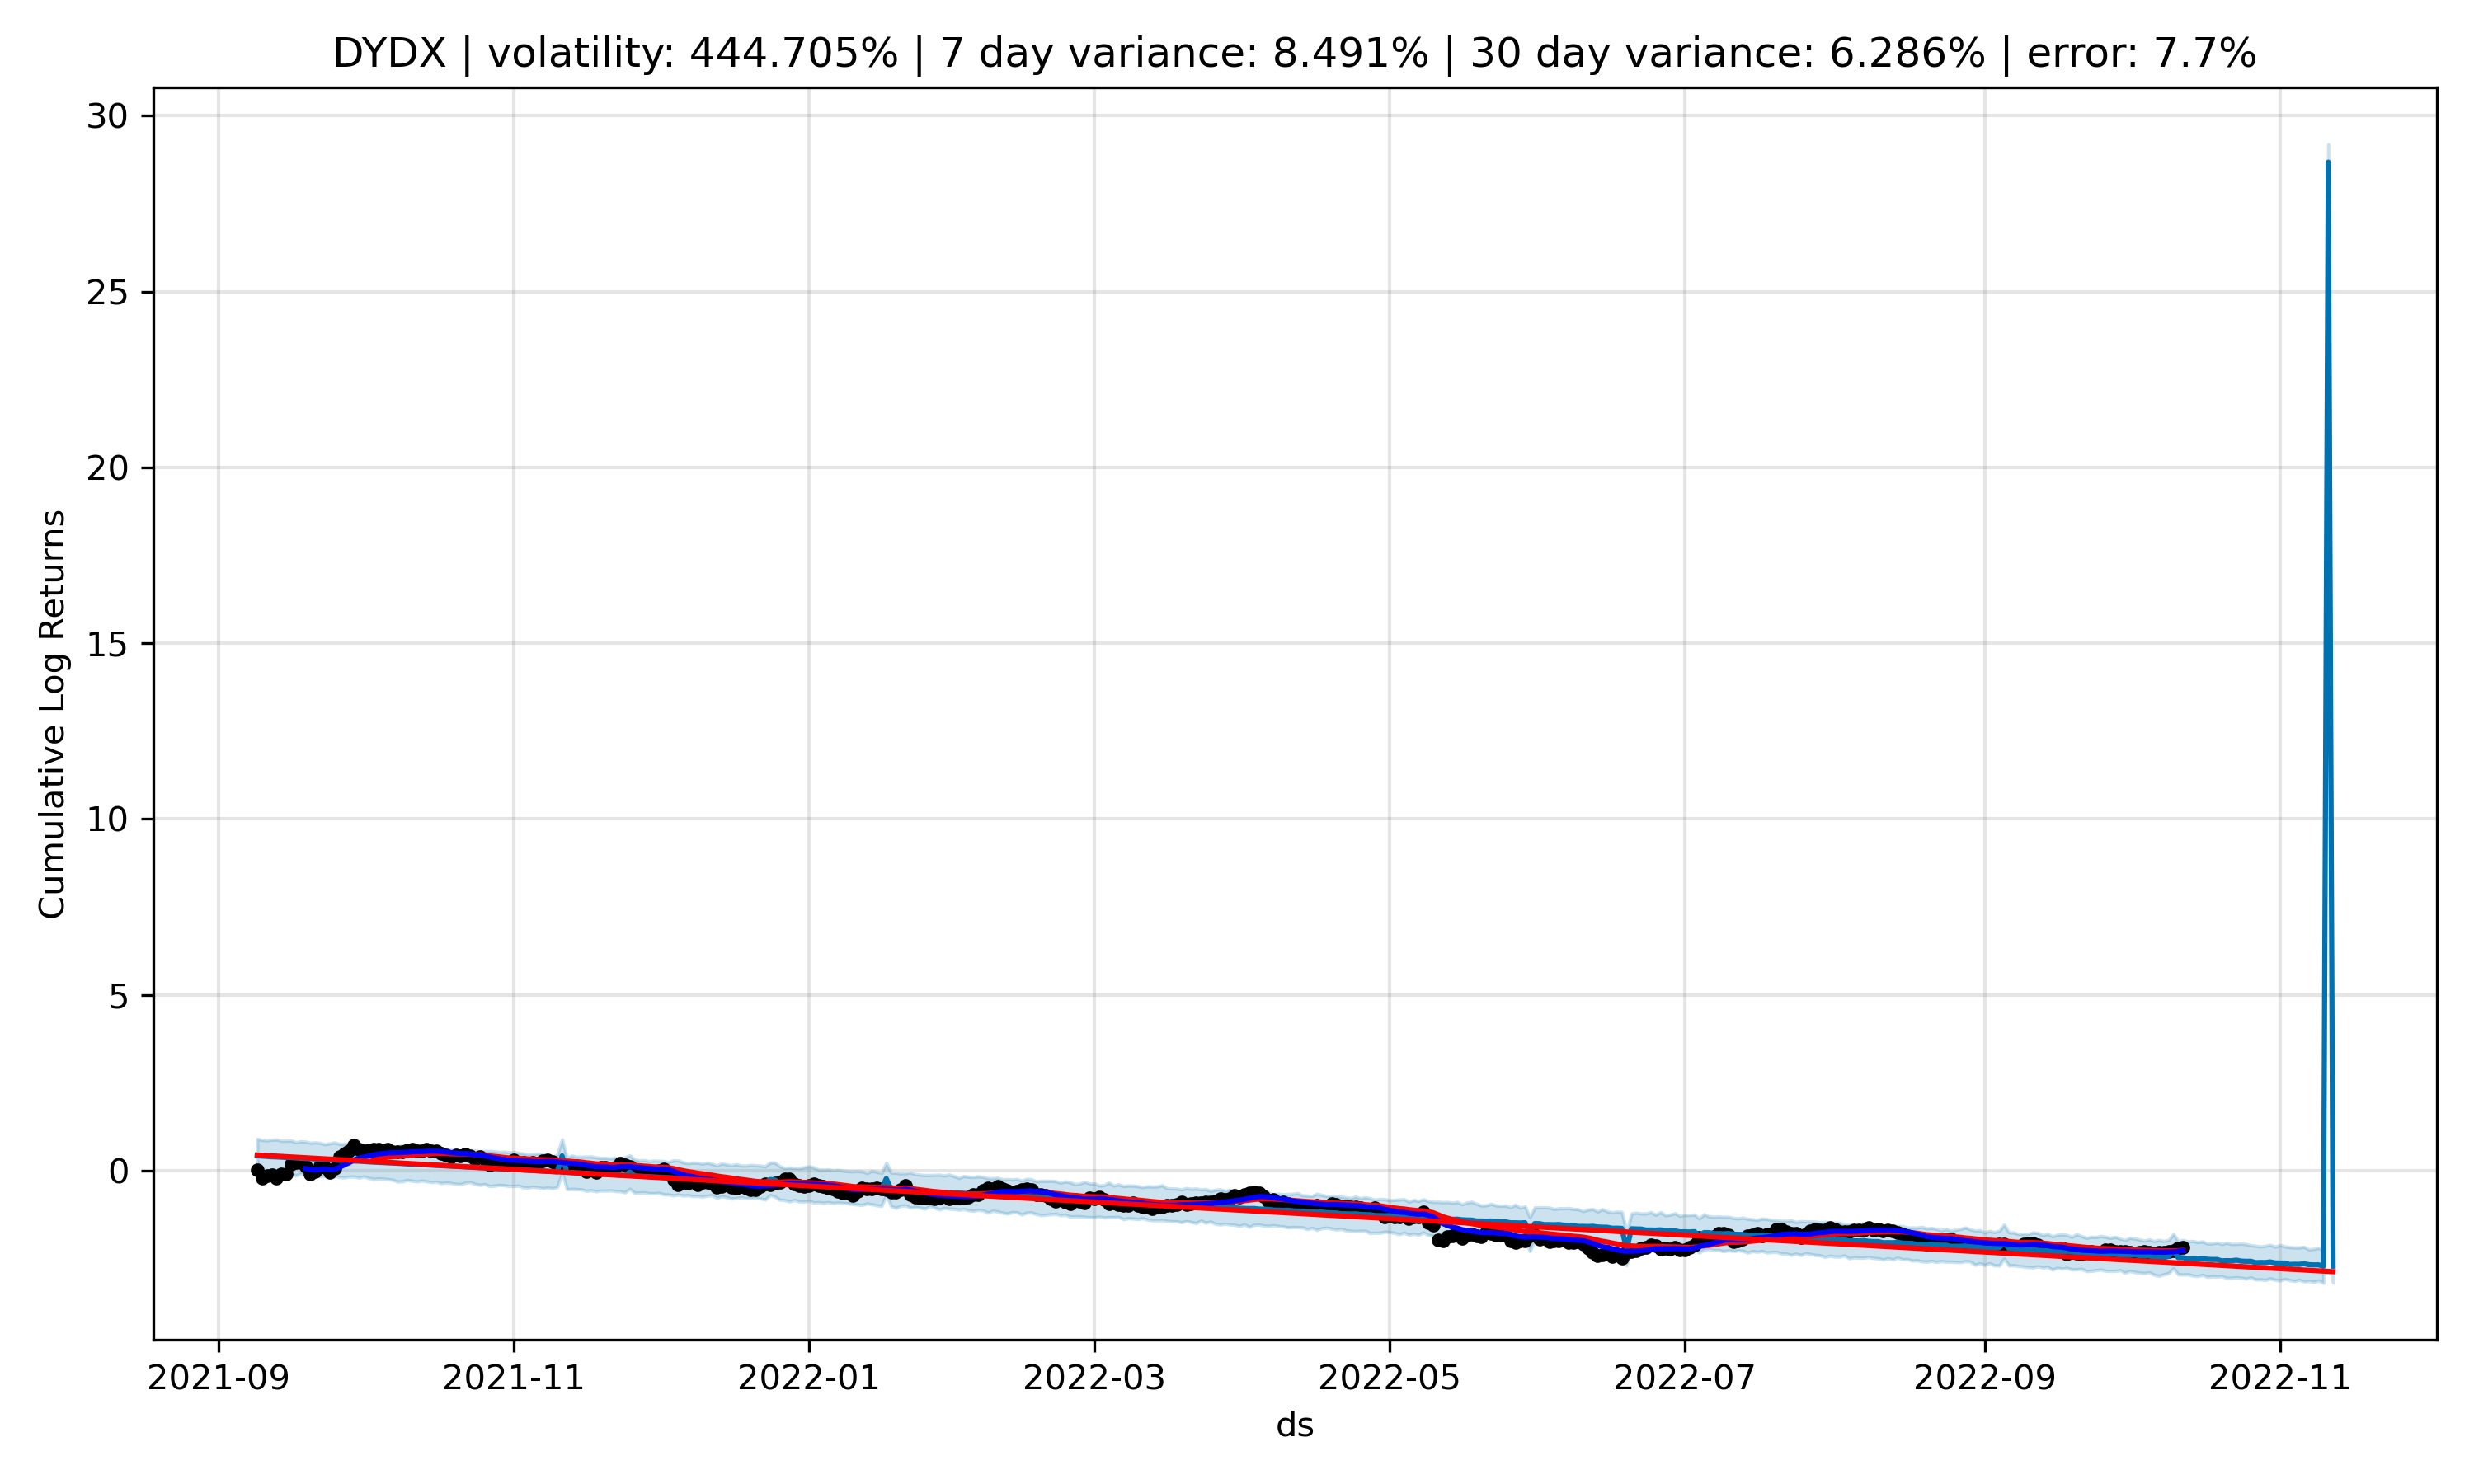 DYDX | volatility: 444.705% | 7 day variance: 8.491% | 30 day variance: 6.286% | error: 7.7%
30
25
20
15
10
5
0
Cumulative Log Returns
2021-09 2021-11 2022-01 2022-03 2022-05 2022-07 2022-09 2022-11
ds